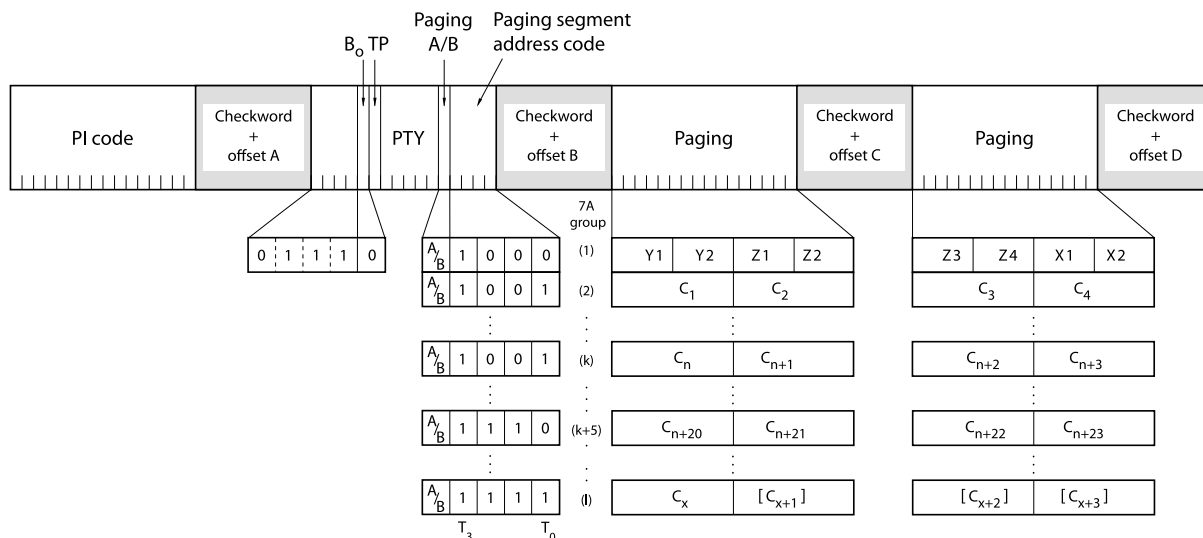 Paging
Paging segment
B₀ TP
A/B
address code
PI code
Checkword
+
offset A
PTY
Checkword
+
offset B
Paging
Checkword
+
offset C
Paging
Checkword
+
offset D
7A
group
0 1 1 1 0
A/B 1 0 0 0
(1)
Y1 Y2 Z1 Z2
Z3 Z4 X1 X2
A/B 1 0 0 1
(2)
C₁ C₂
C₃ C₄
A/B 1 0 0 1
(k)
Cₙ Cₙ₊₁
Cₙ₊₂ Cₙ₊₃
A/B 1 1 1 0
(k+5)
Cₙ₊₂₀ Cₙ₊₂₁
Cₙ₊₂₂ Cₙ₊₂₃
A/B 1 1 1 1
(l)
Cₓ [Cₓ₊₁]
[Cₓ₊₂] [Cₓ₊₃]
T₃ T₀